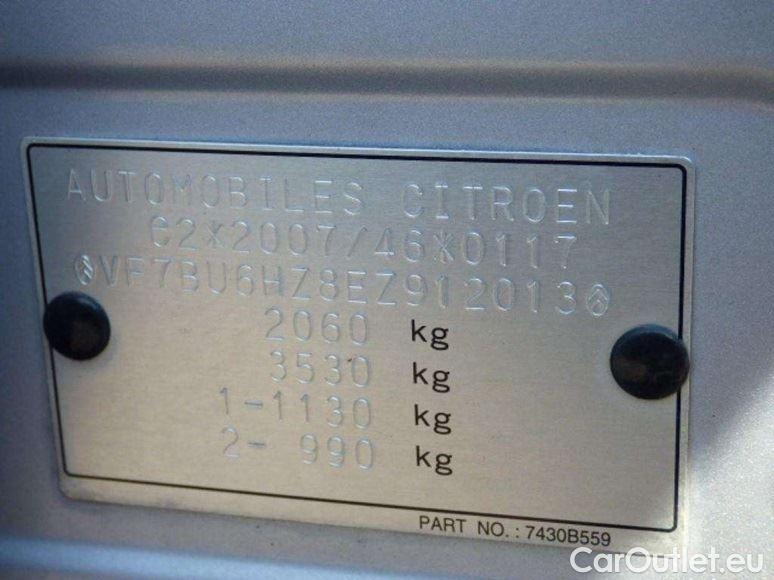 AUTOMOBILES CITROEN
C2*2007/46*0117
VF7BU6HZ8EZ912013
2060 kg
3530 kg
1-1130 kg
2- 990 kg
PART NO.: 7430B559
CarOutlet.eu